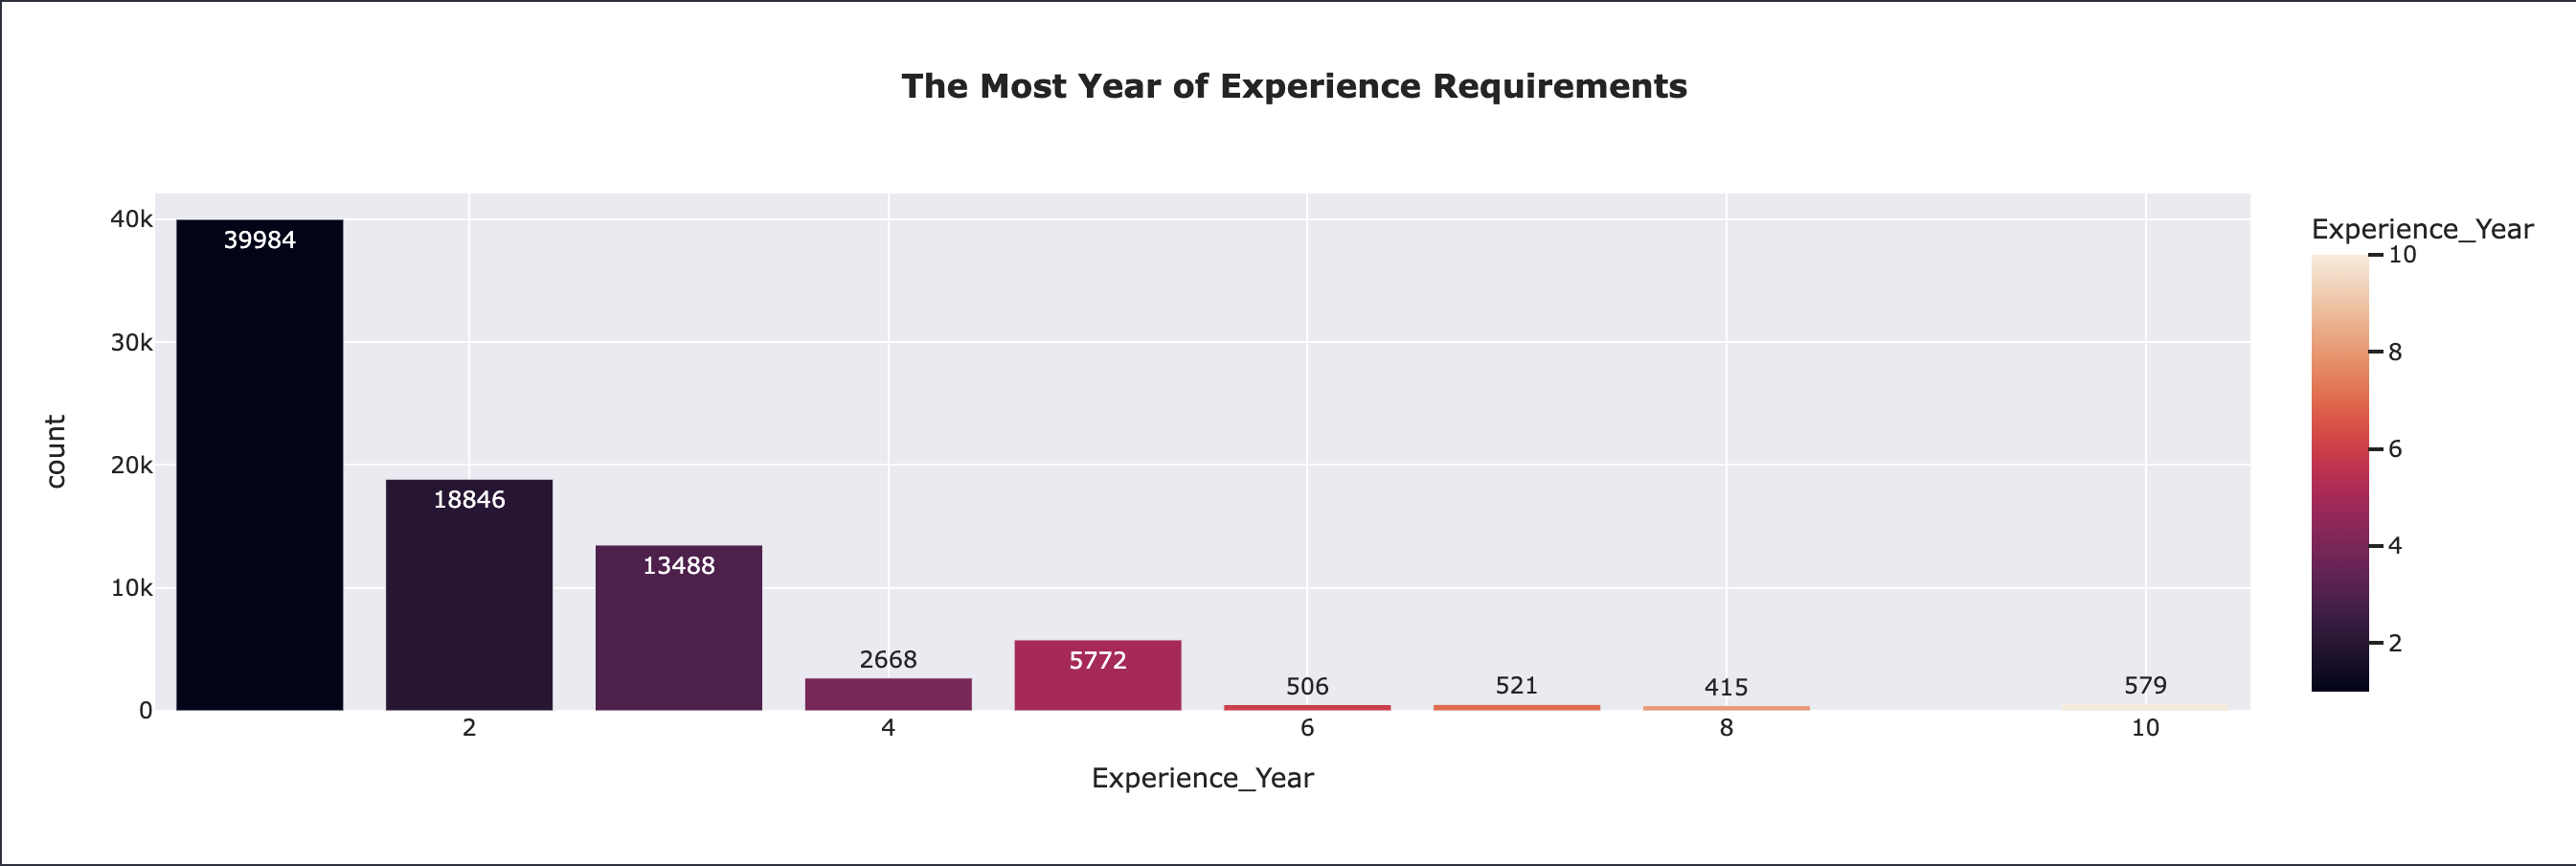 The Most Year of Experience Requirements
count
40k
30k
20k
10k
0
39984
18846
13488
2668
5772
506
521
415
579
2
4
6
8
10
Experience_Year
Experience_Year
10
8
6
4
2